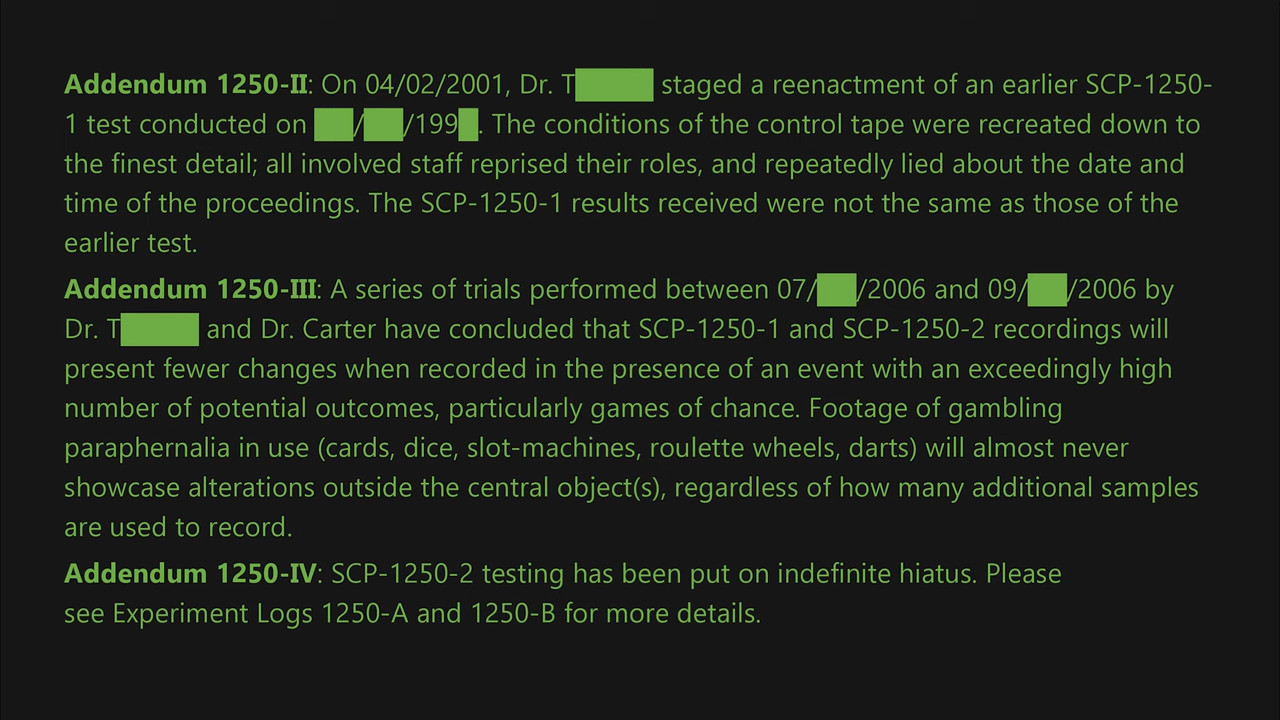 Addendum 1250-II: On 04/02/2001, Dr. T█████ staged a reenactment of an earlier SCP-1250-
1 test conducted on ██/██/199█. The conditions of the control tape were recreated down to
the finest detail; all involved staff reprised their roles, and repeatedly lied about the date and
time of the proceedings. The SCP-1250-1 results received were not the same as those of the
earlier test.
Addendum 1250-III: A series of trials performed between 07/██/2006 and 09/██/2006 by
Dr. T█████ and Dr. Carter have concluded that SCP-1250-1 and SCP-1250-2 recordings will
present fewer changes when recorded in the presence of an event with an exceedingly high
number of potential outcomes, particularly games of chance. Footage of gambling
paraphernalia in use (cards, dice, slot-machines, roulette wheels, darts) will almost never
showcase alterations outside the central object(s), regardless of how many additional samples
are used to record.
Addendum 1250-IV: SCP-1250-2 testing has been put on indefinite hiatus. Please
see Experiment Logs 1250-A and 1250-B for more details.